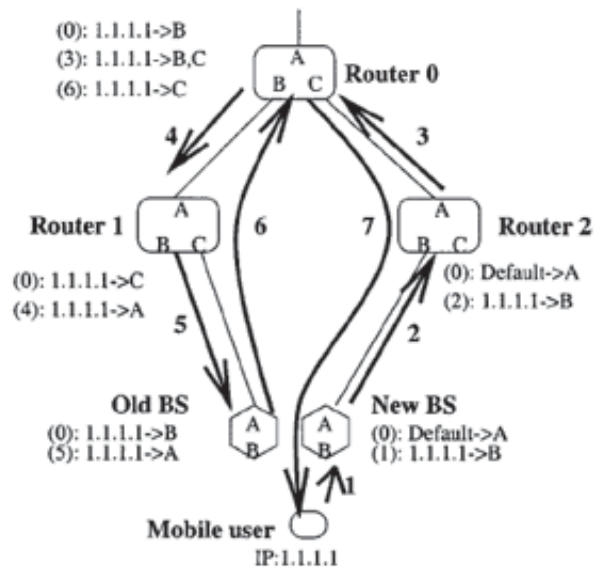 (0): 1.1.1.1->B
(3): 1.1.1.1->B,C
(6): 1.1.1.1->C
A
B C
Router 0
4
3
Router 1
A
B C
6
7
A
B C
Router 2
(0): 1.1.1.1->C
(4): 1.1.1.1->A
(0): Default->A
(2): 1.1.1.1->B
5
2
Old BS
(0): 1.1.1.1->B
(5): 1.1.1.1->A
A
B
A
B
New BS
(0): Default->A
(1): 1.1.1.1->B
1
Mobile user
IP:1.1.1.1